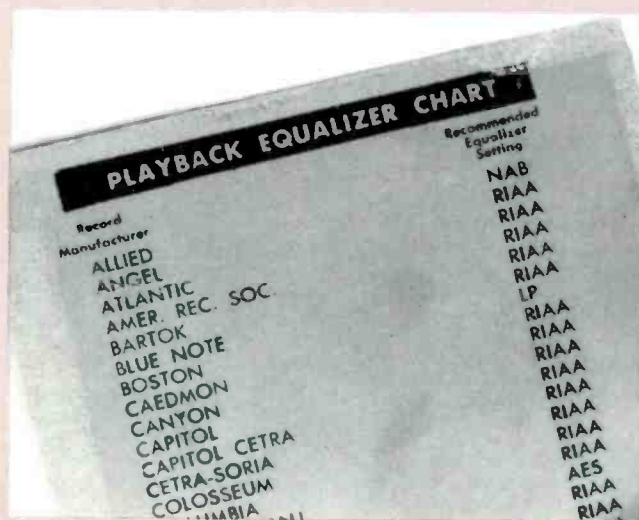 PLAYBACK EQUALIZER CHART
Record
Manufacturer
Recommended
Equalizer
Setting
ALLIED NAB
ANGEL RIAA
ATLANTIC RIAA
AMER. REC. SOC. RIAA
BARTOK RIAA
BLUE NOTE RIAA
BOSTON LP
CAEDMON RIAA
CANYON RIAA
CAPITOL RIAA
CAPITOL CETRA RIAA
CETRA-SORIA RIAA
COLOSSEUM RIAA
LUMBIA RIAA
RIAA
AES
RIAA
RIAA